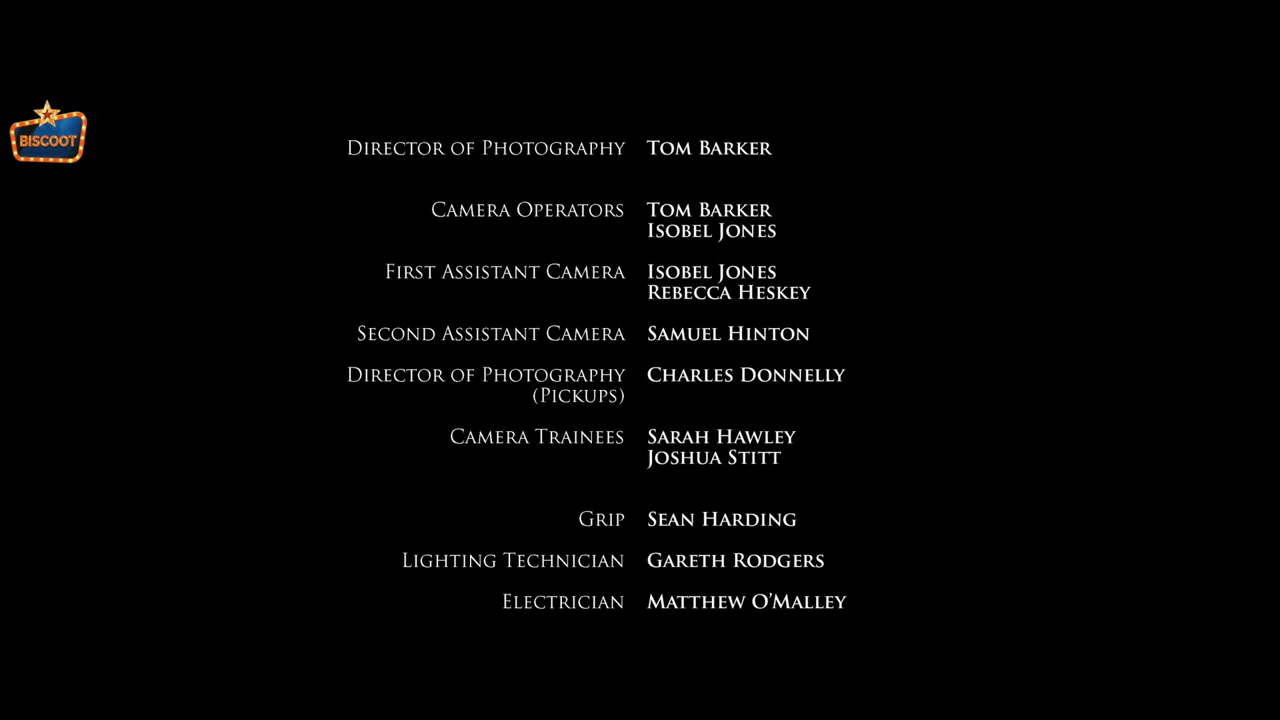 BISCOOT
DIRECTOR OF PHOTOGRAPHY TOM BARKER
CAMERA OPERATORS TOM BARKER
ISOBEL JONES
FIRST ASSISTANT CAMERA ISOBEL JONES
REBECCA HESKEY
SECOND ASSISTANT CAMERA SAMUEL HINTON
DIRECTOR OF PHOTOGRAPHY CHARLES DONNELLY
(PICKUPS)
CAMERA TRAINEES SARAH HAWLEY
JOSHUA STITT
GRIP SEAN HARDING
LIGHTING TECHNICIAN GARETH RODGERS
ELECTRICIAN MATTHEW O'MALLEY